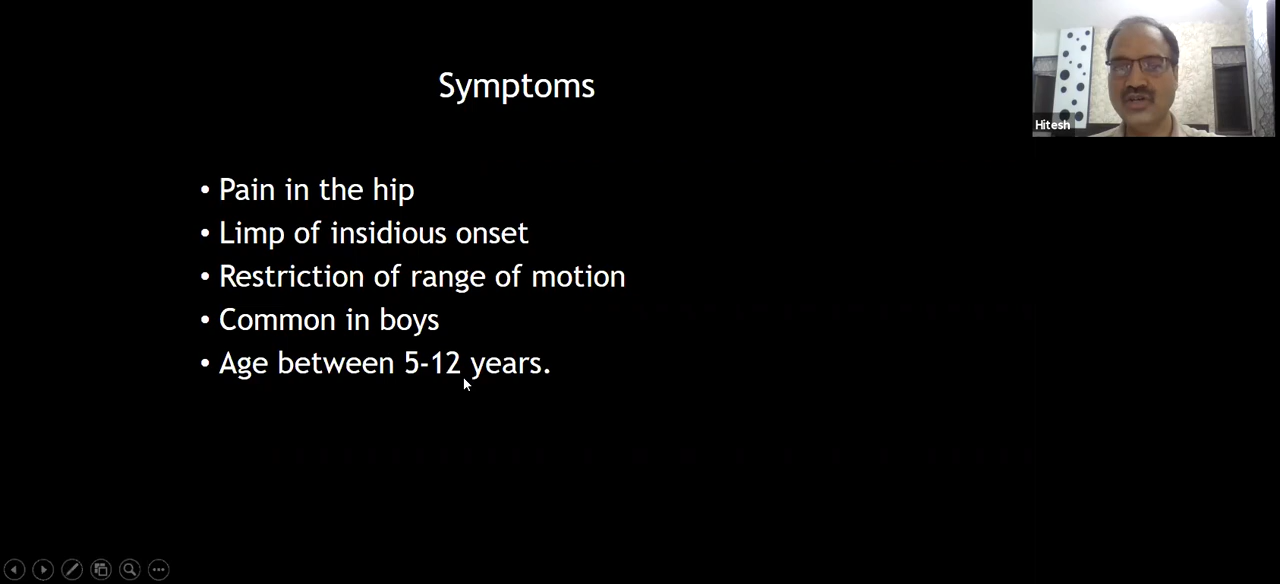 Symptoms
• Pain in the hip
• Limp of insidious onset
• Restriction of range of motion
• Common in boys
• Age between 5-12 years.
Hitesh